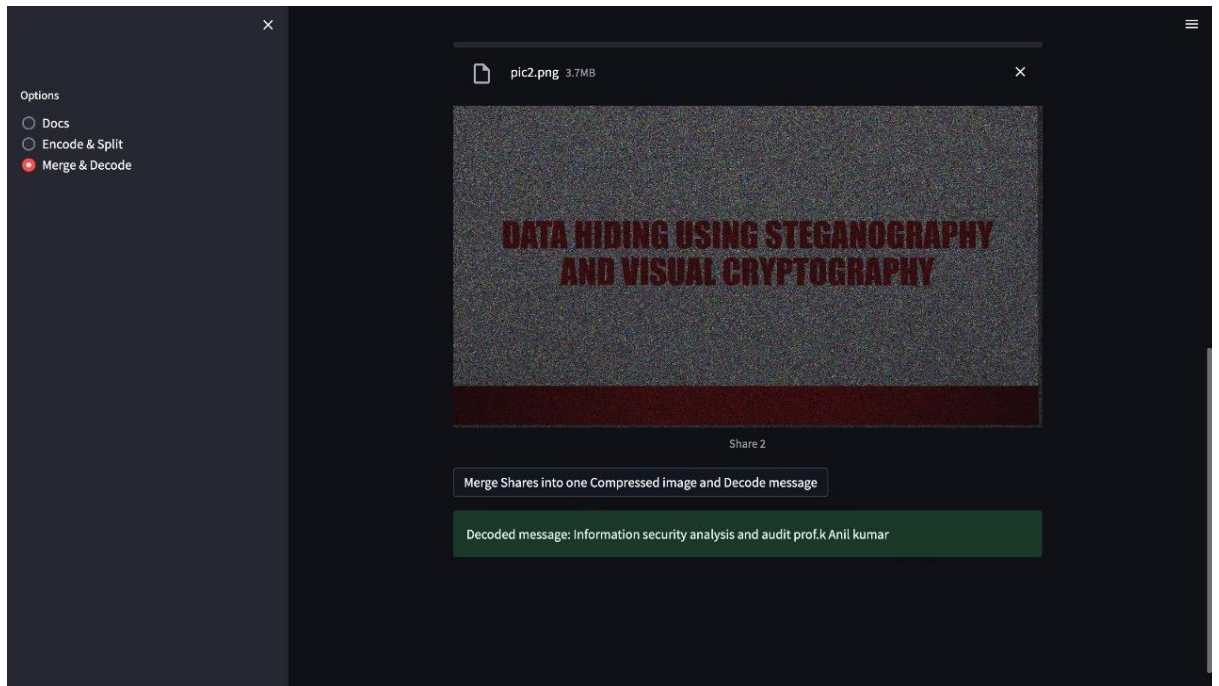 Options
Docs
Encode & Split
Merge & Decode
pic2.png 3.7MB
DATA HIDING USING STEGANOGRAPHY
AND VISUAL CRYPTOGRAPHY
Share 2
Merge Shares into one Compressed image and Decode message
Decoded message: Information security analysis and audit prof.k Anil kumar